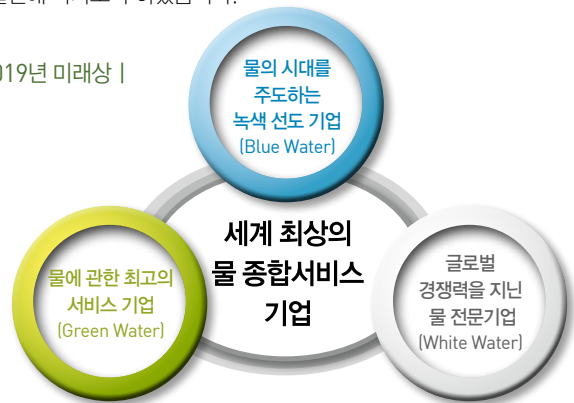 019년 미래상 |
물의 시대를
주도하는
녹색 선도 기업
(Blue Water)
세계 최상의
물 종합서비스
기업
물에 관한 최고의
서비스 기업
(Green Water)
글로벌
경쟁력을 지닌
물 전문기업
(White Water)